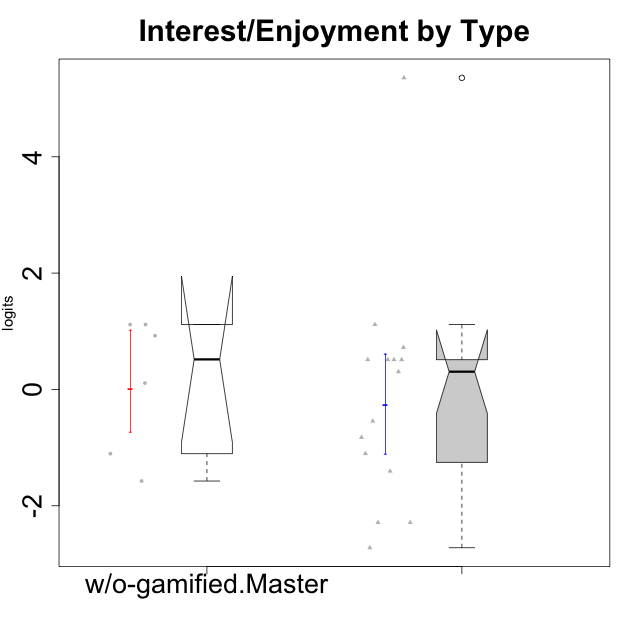 Interest/Enjoyment by Type
logits
4
2
0
-2
w/o-gamified.Master